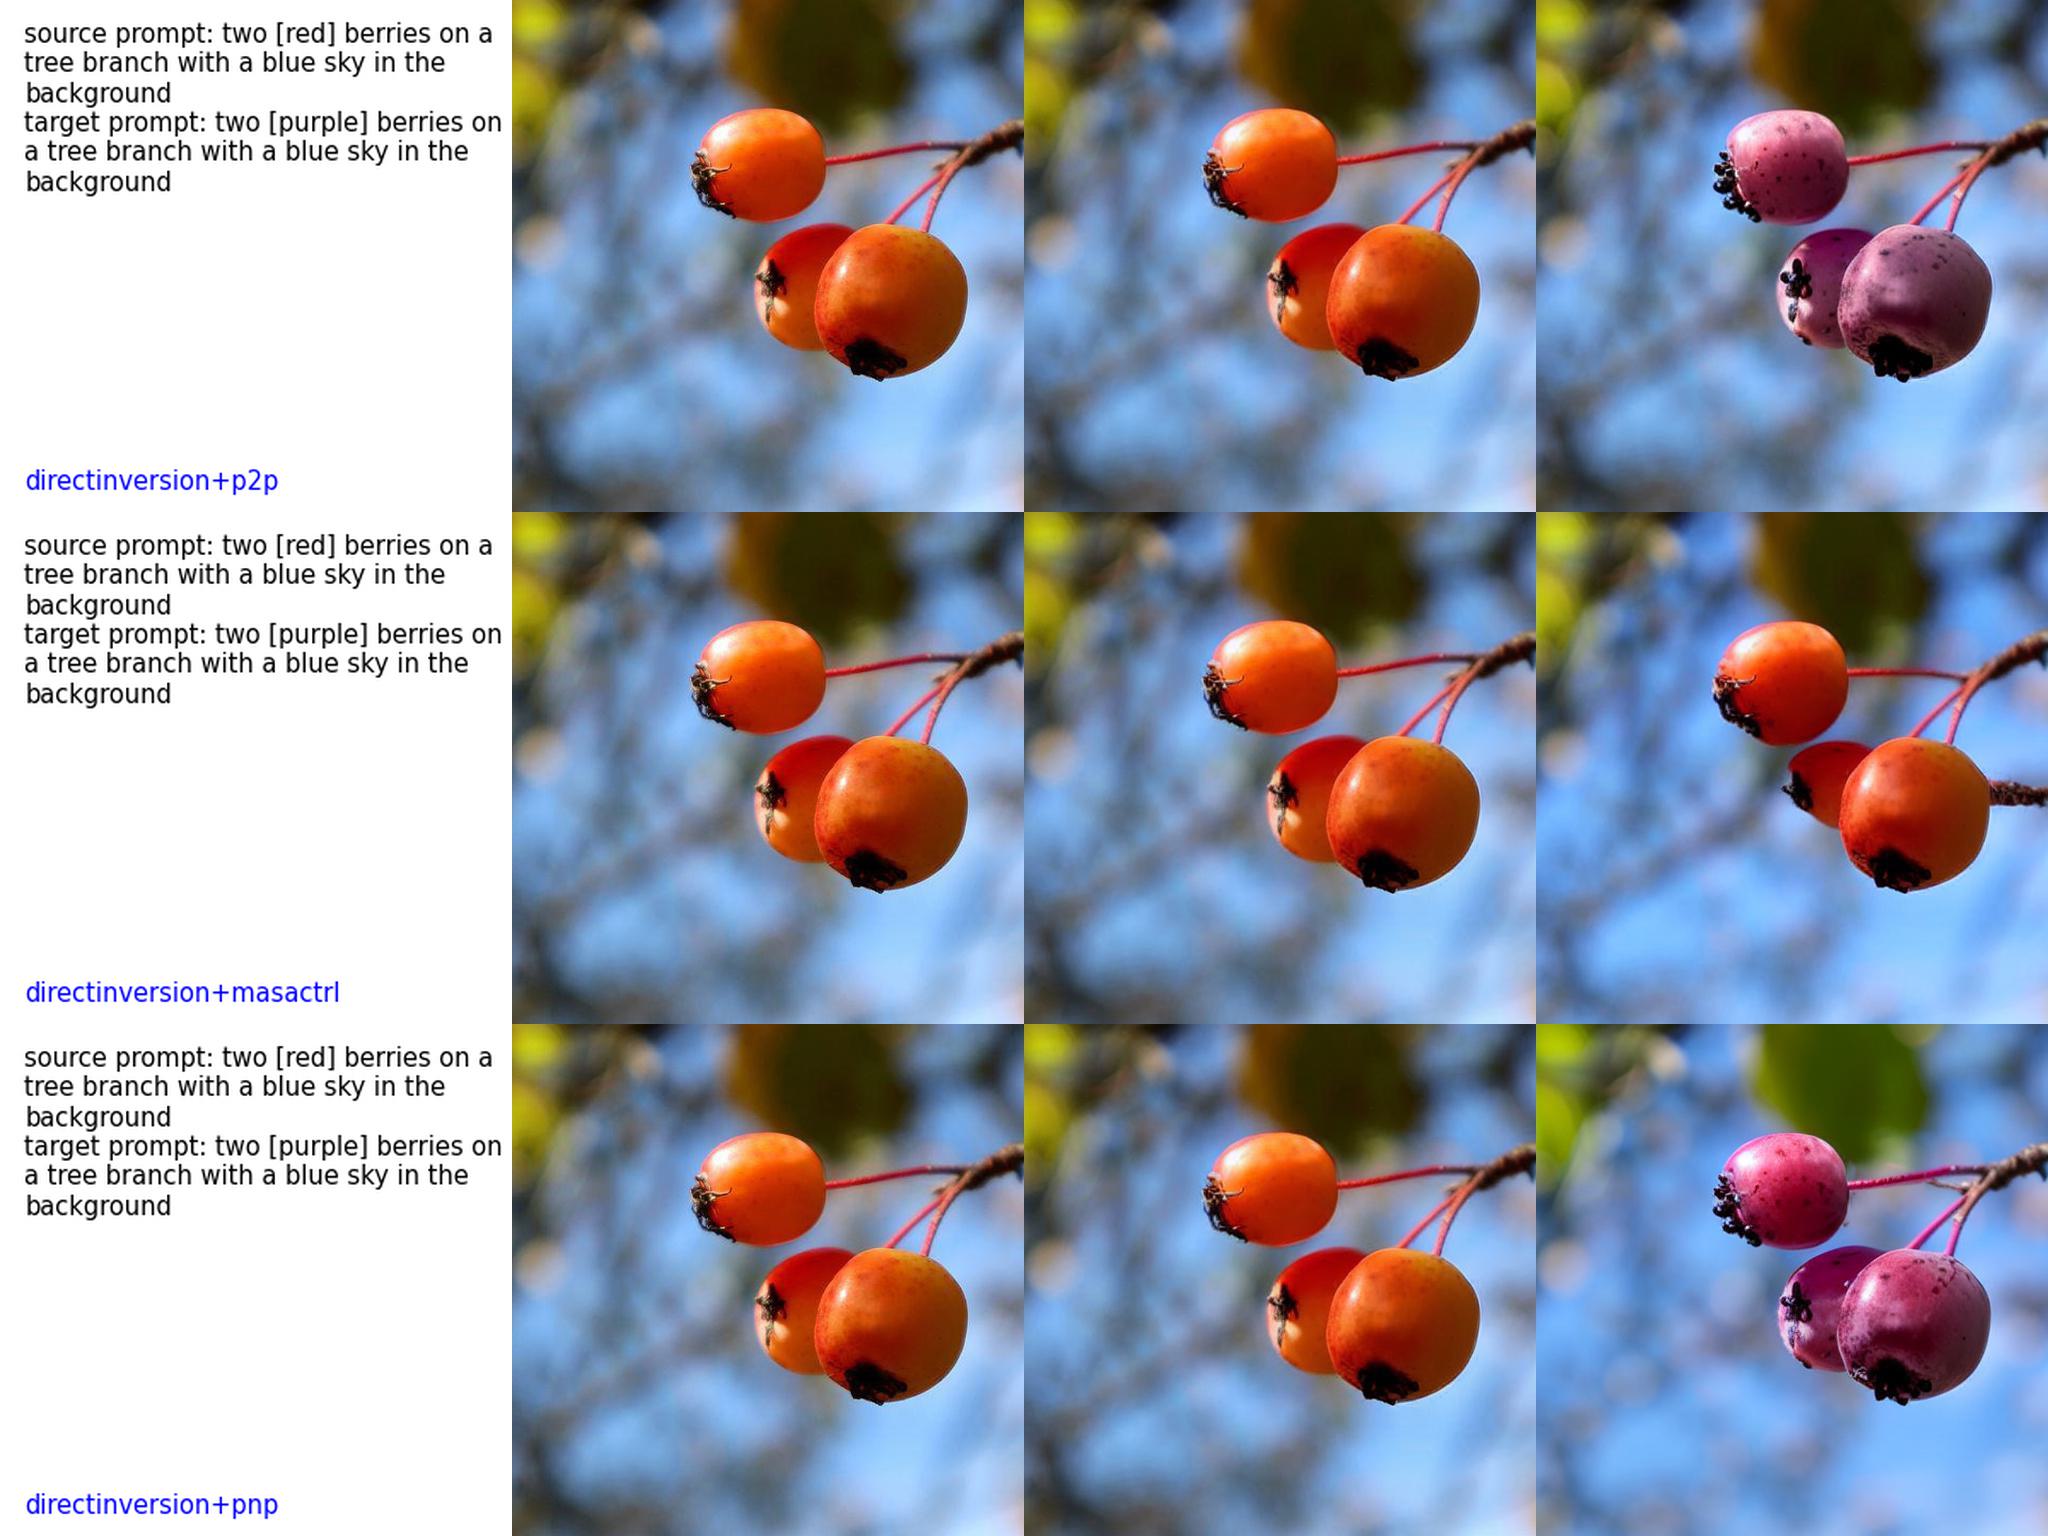 source prompt: two [red] berries on a
tree branch with a blue sky in the
background
target prompt: two [purple] berries on
a tree branch with a blue sky in the
background
directinversion+p2p
source prompt: two [red] berries on a
tree branch with a blue sky in the
background
target prompt: two [purple] berries on
a tree branch with a blue sky in the
background
directinversion+masactrl
source prompt: two [red] berries on a
tree branch with a blue sky in the
background
target prompt: two [purple] berries on
a tree branch with a blue sky in the
background
directinversion+pnp